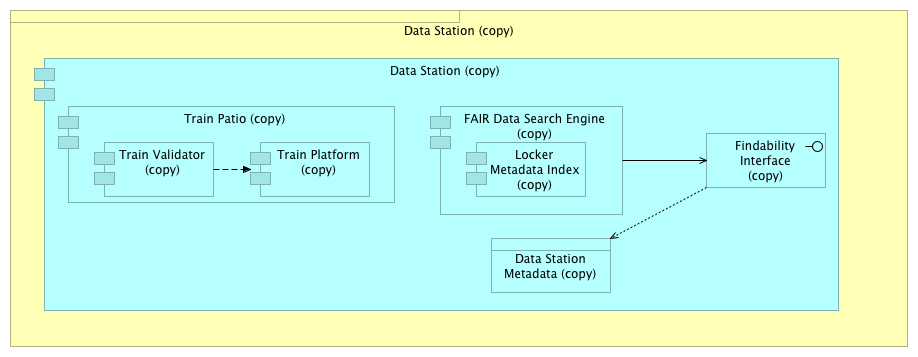 Data Station (copy)
Data Station (copy)
Train Patio (copy)
Train Validator
(copy)
Train Platform
(copy)
FAIR Data Search Engine
(copy)
Locker
Metadata Index
(copy)
Findability
Interface
(copy)
Data Station
Metadata (copy)